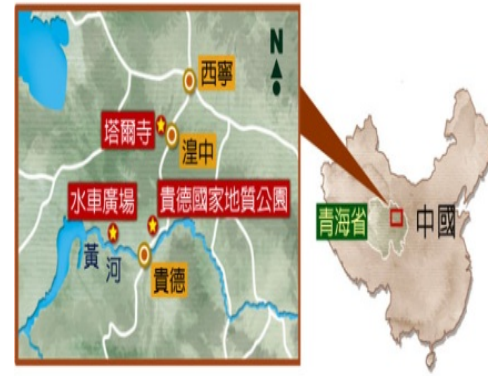 N
西寧
塔爾寺
湟中
水車廣場
貴德國家地質公園
黃河
貴德
青海省
中國